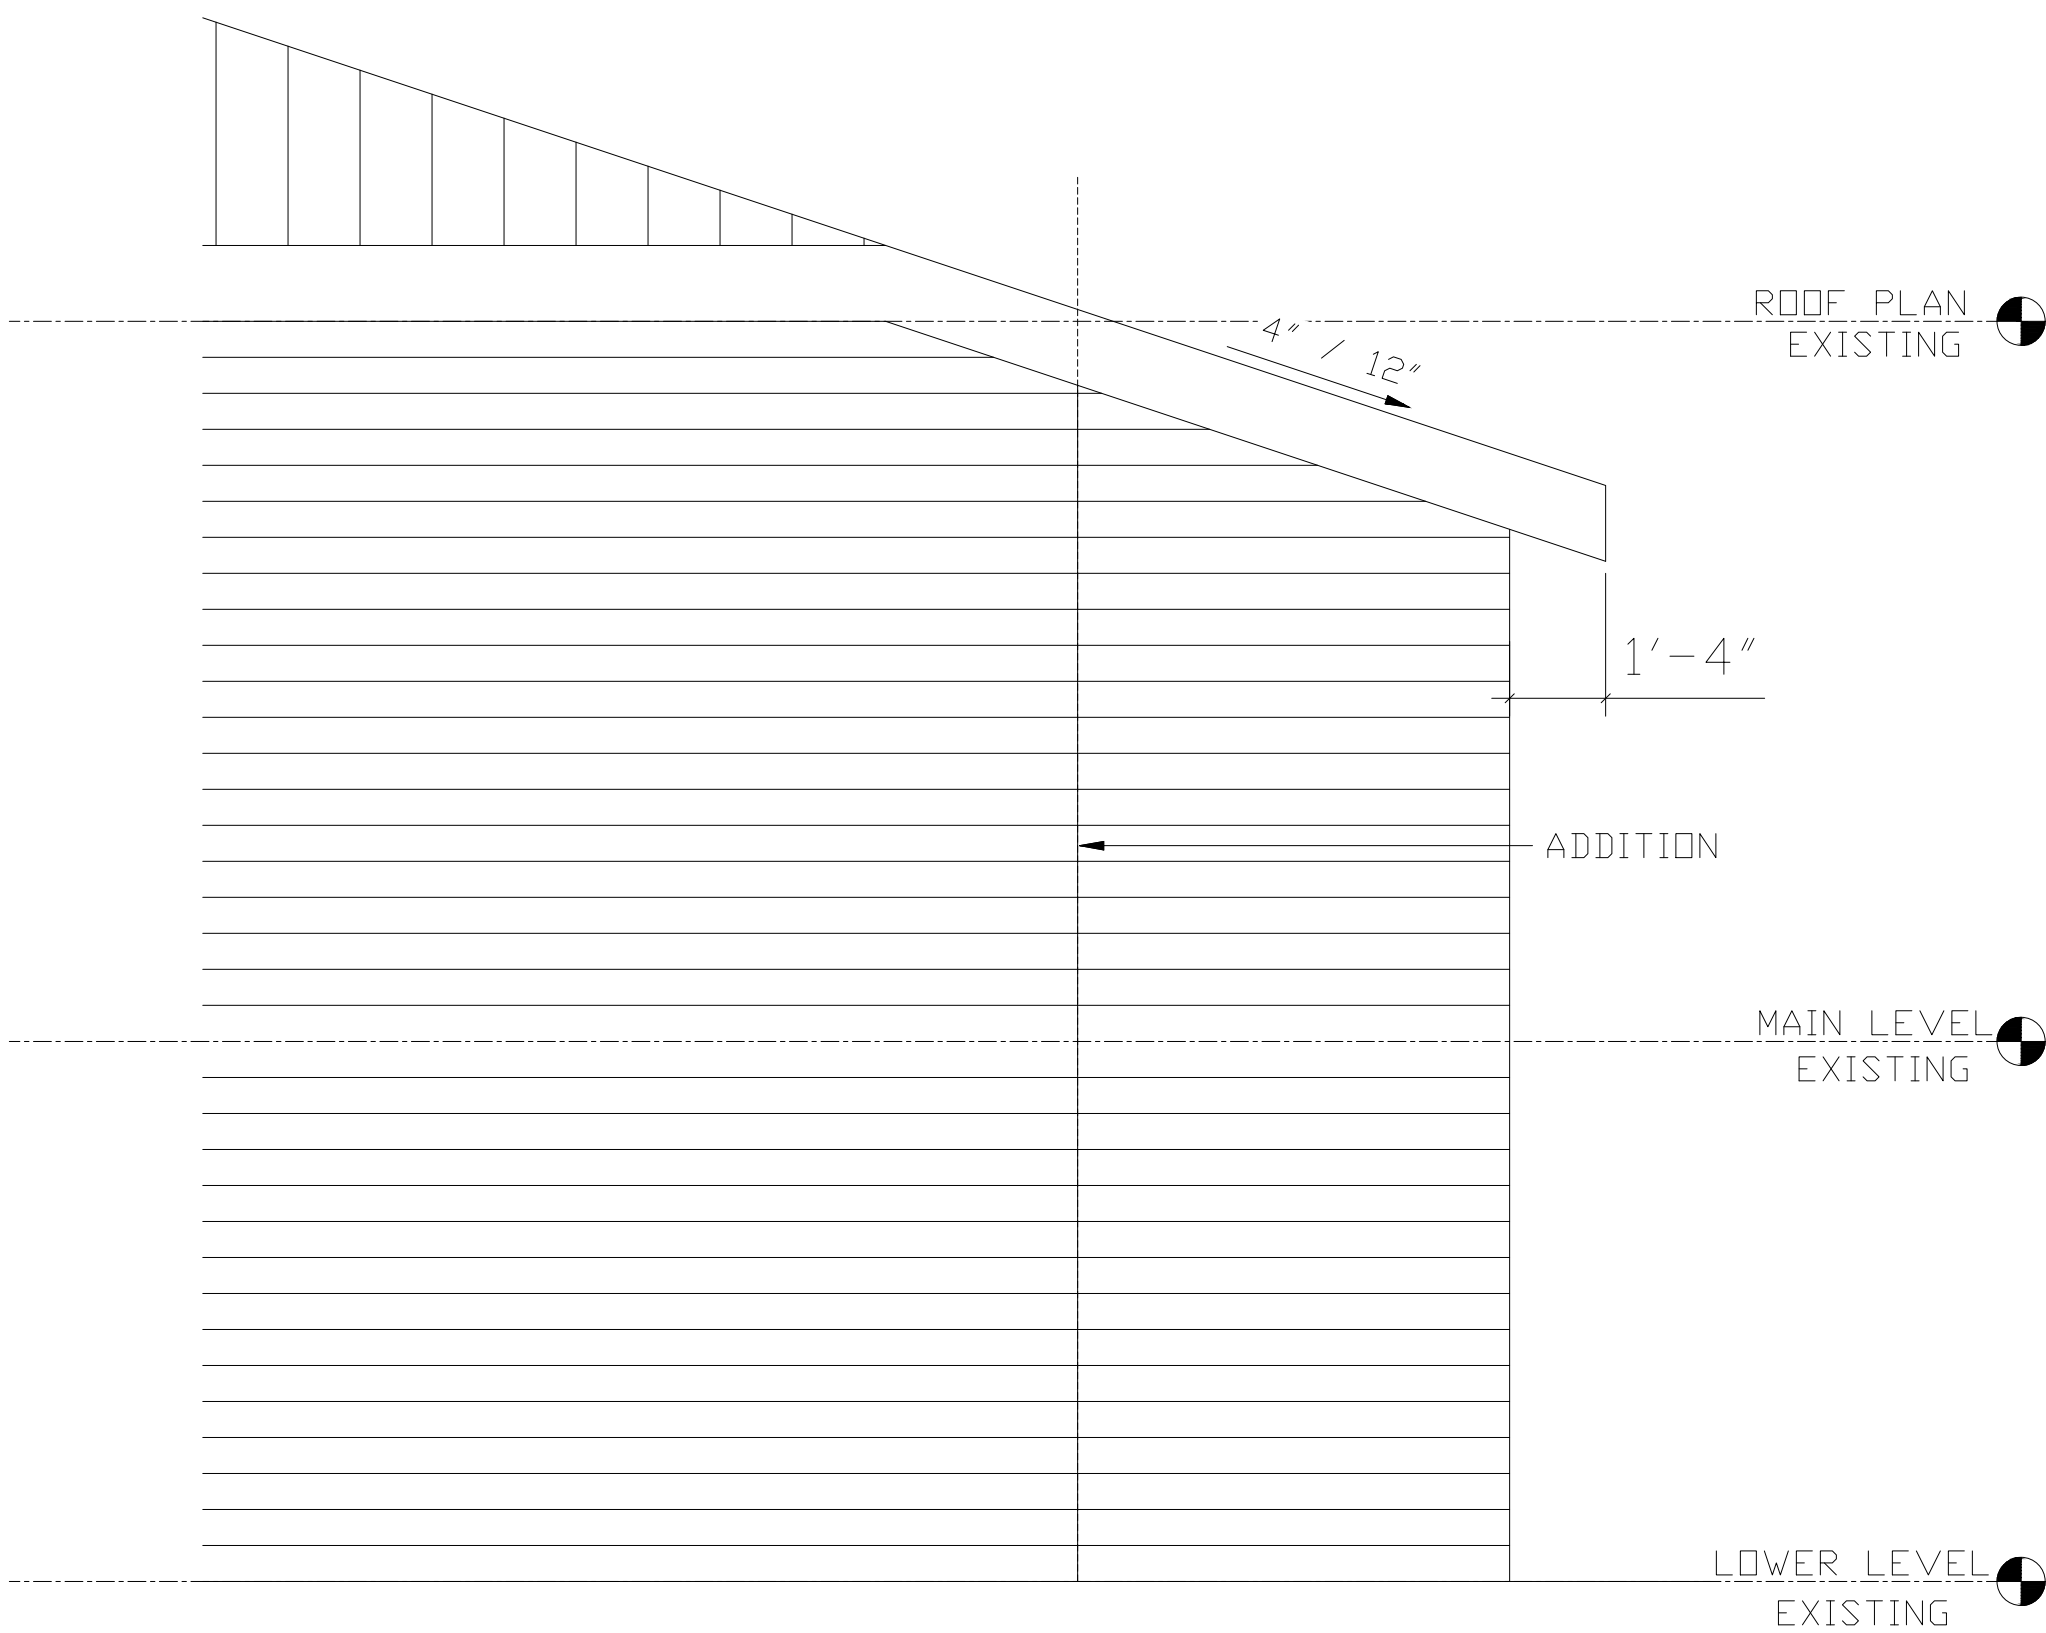 ROOF PLAN
EXISTING
4" / 12"
1'-4"
ADDITION
MAIN LEVEL
EXISTING
LOWER LEVEL
EXISTING